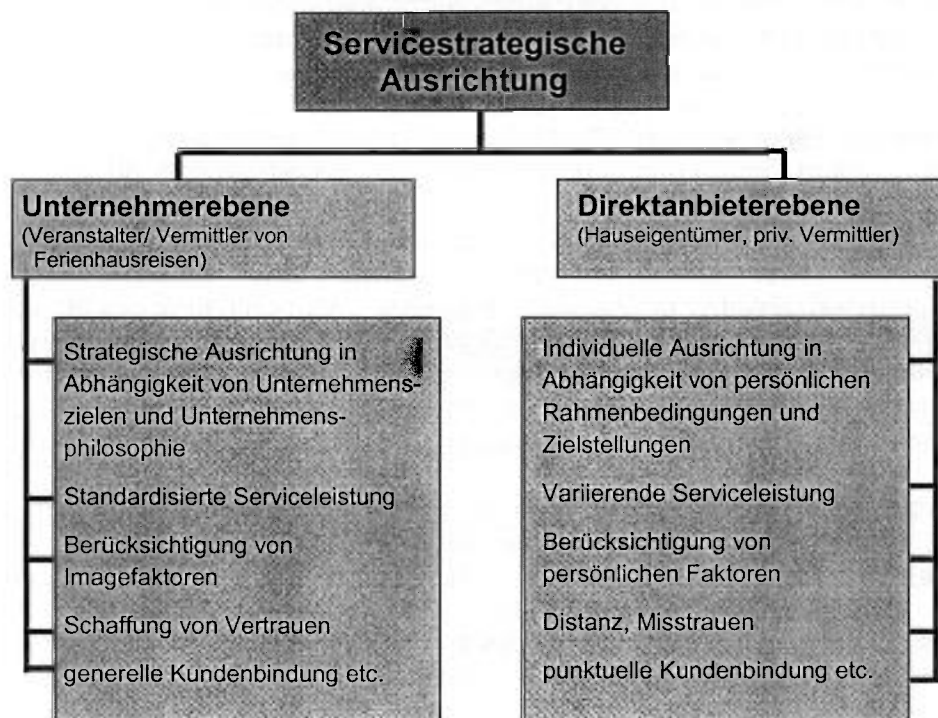 Servicestrategische
Ausrichtung
Unternehmerebene
(Veranstalter/ Vermittler von
Ferienhausreisen)
Strategische Ausrichtung in
Abhängigkeit von Unternehmens-
zielen und Unternehmens-
philosophie
Standardisierte Serviceleistung
Berücksichtigung von
Imagefaktoren
Schaffung von Vertrauen
generelle Kundenbindung etc.
Direktanbieterebene
(Hauseigentümer, priv. Vermittler)
Individuelle Ausrichtung in
Abhängigkeit von persönlichen
Rahmenbedingungen und
Zielstellungen
Variierende Serviceleistung
Berücksichtigung von
persönlichen Faktoren
Distanz, Misstrauen
punktuelle Kundenbindung etc.